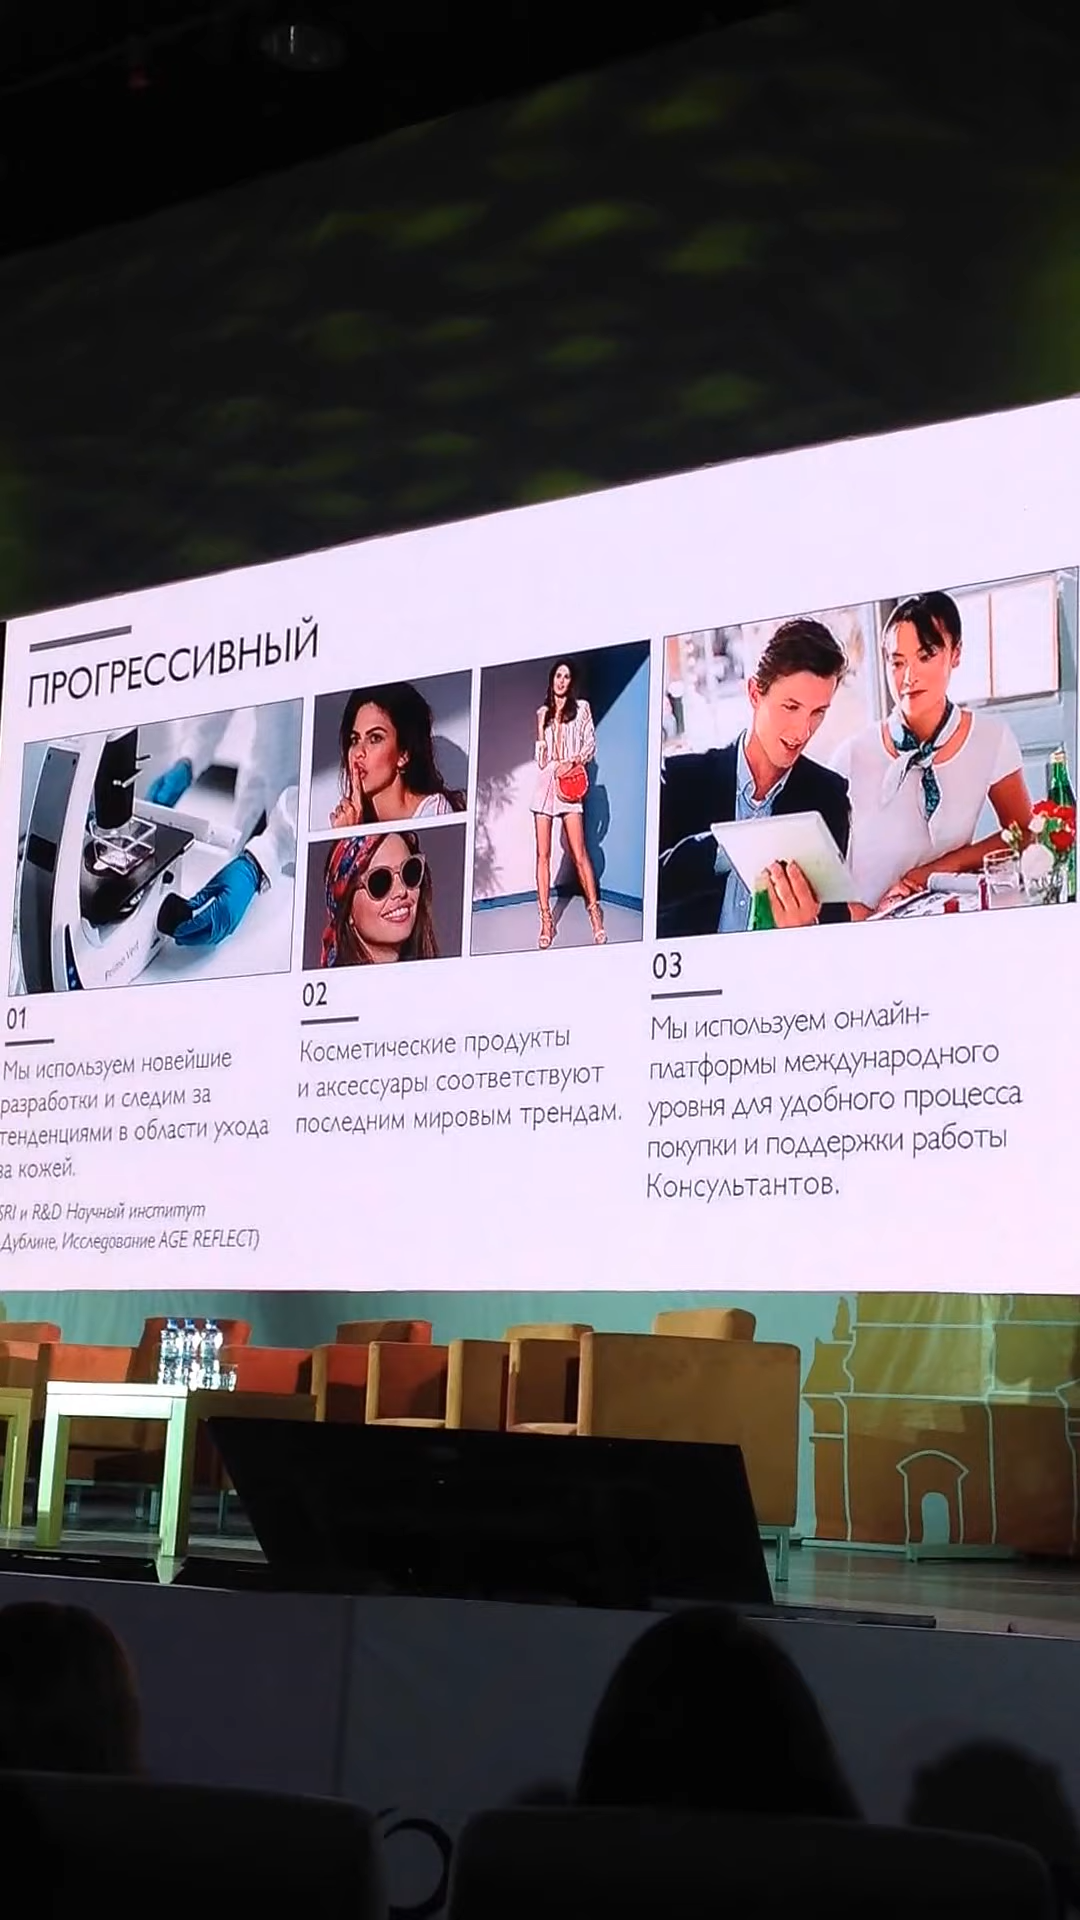 ПРОГРЕССИВНЫЙ
01
Мы используем новейшие
разработки и следим за
тенденциями в области ухода
за кожей.
SRI и R&D Научный институт
Дублине, Исследование AGE REFLECT)
02
Косметические продукты
и аксессуары соответствуют
последним мировым трендам.
03
Мы используем онлайн-
платформы международного
уровня для удобного процесса
покупки и поддержки работы
Консультантов.